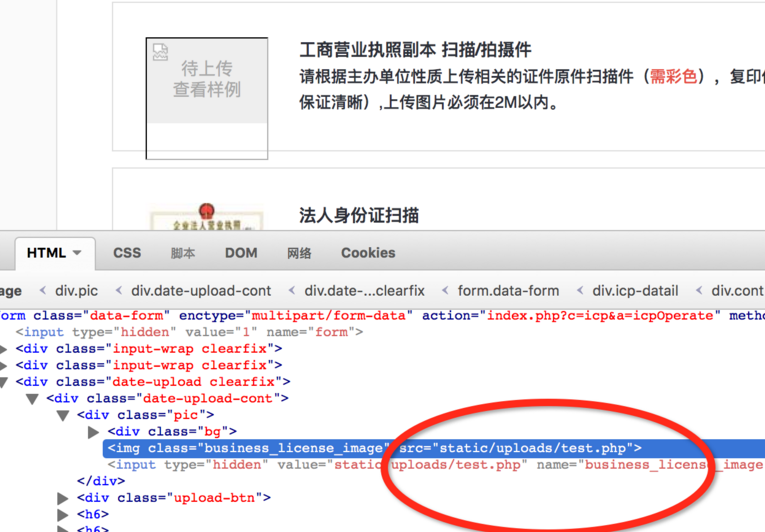 待上传
查看样例
工商营业执照副本 扫描/拍摄件
请根据主办单位性质上传相关的证件原件扫描件（需彩色），复印件
保证清晰）,上传图片必须在2M以内。
企业法人营业执照
法人身份证扫描
HTML CSS 脚本 DOM 网络 Cookies
age < div.pic < div.date-upload-cont < div.date-...clearfix < form.data-form < div.icp-datail < div.cont
orm class="data-form" enctype="multipart/form-data" action="index.php?c=icp&a=icpOperate" metho
<input type="hidden" value="1" name="form">
<div class="input-wrap clearfix">
<div class="input-wrap clearfix">
<div class="date-upload clearfix">
<div class="date-upload-cont">
<div class="pic">
<div class="bg">
<img class="business_license_image" src="static/uploads/test.php">
<input type="hidden" value="static/uploads/test.php" name="business_license_image
</div>
<div class="upload-btn">
<h6>
<h6>